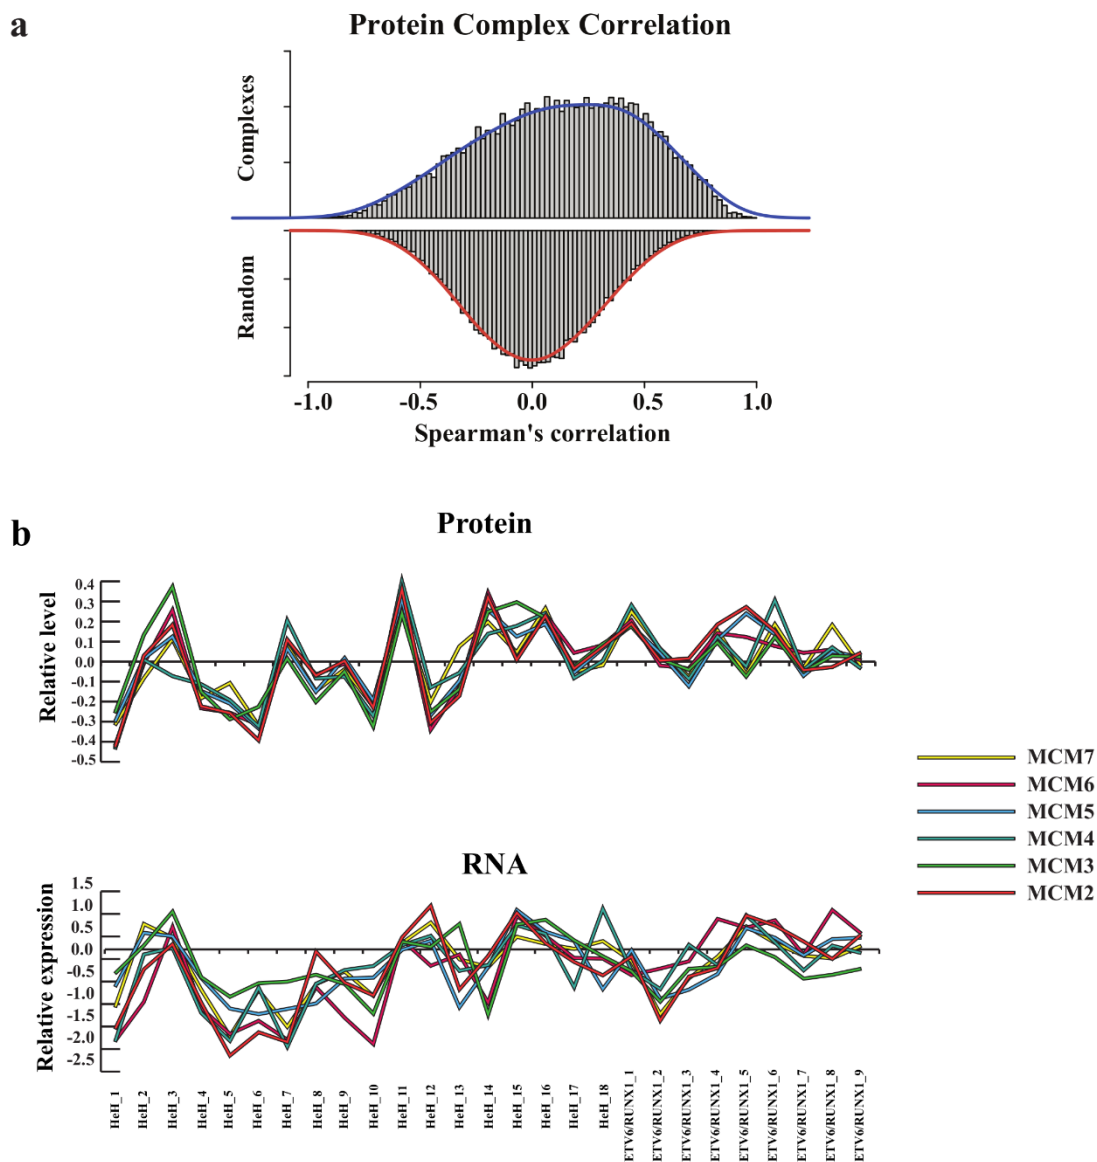 a
Protein Complex Correlation
Complexes
Random
-1.0 -0.5 0.0 0.5 1.0
Spearman's correlation
b
Protein
Relative level
0.4
0.3
0.2
0.1
0.0
-0.1
-0.2
-0.3
-0.4
-0.5
MCM7
MCM6
MCM5
MCM4
MCM3
MCM2
RNA
Relative expression
1.5
1.0
0.5
0.0
-0.5
-1.0
-1.5
-2.0
-2.5
HeH_1
HeH_2
HeH_3
HeH_4
HeH_5
HeH_6
HeH_7
HeH_8
HeH_9
HeH_10
HeH_11
HeH_12
HeH_13
HeH_14
HeH_15
HeH_16
HeH_17
HeH_18
ETV6/RUNX1_1
ETV6/RUNX1_2
ETV6/RUNX1_3
ETV6/RUNX1_4
ETV6/RUNX1_5
ETV6/RUNX1_6
ETV6/RUNX1_7
ETV6/RUNX1_8
ETV6/RUNX1_9